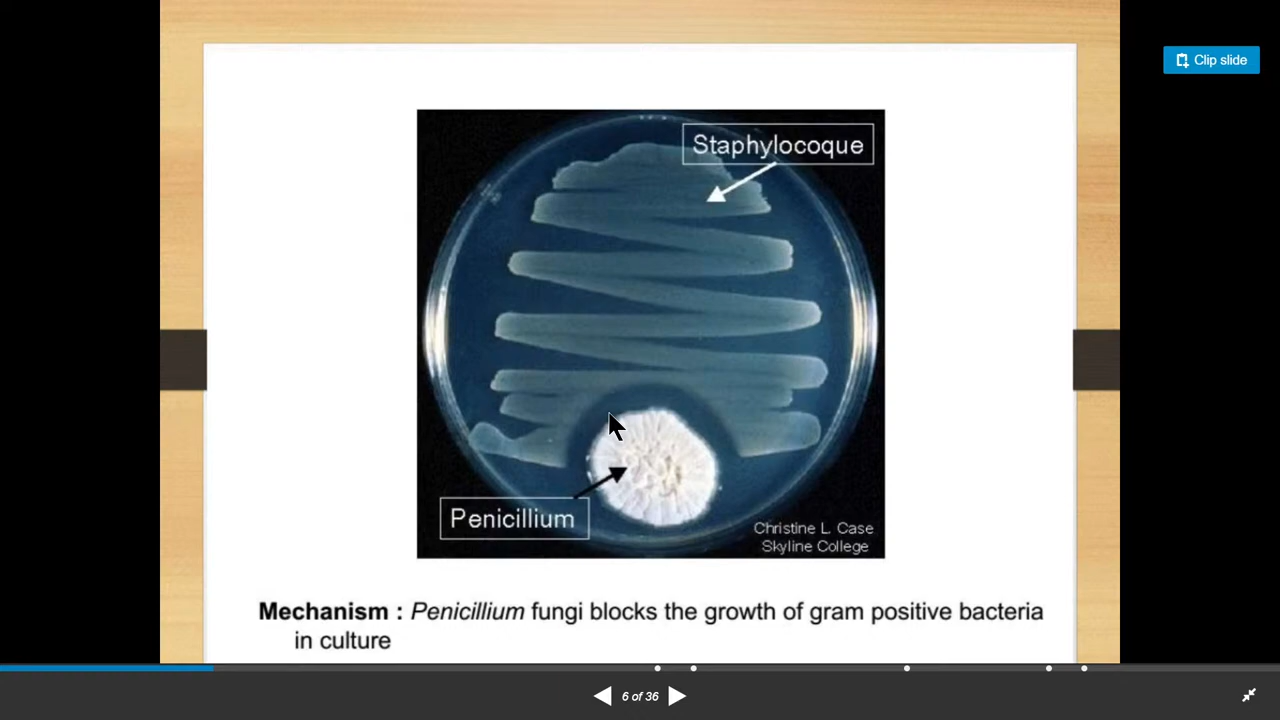 Clip slide
Staphylocoque
Penicillium
Christine L. Case
Skyline College
Mechanism : Penicillium fungi blocks the growth of gram positive bacteria
in culture
6 of 36